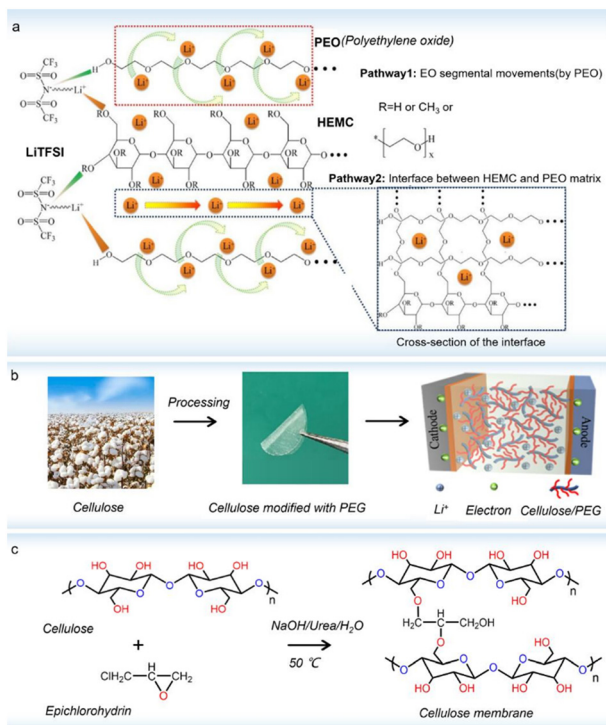 a
PEO(Polyethylene oxide)
Pathway1: EO segmental movements(by PEO)
R=H or CH₃ or
HEMC
LiTFSI
Pathway2: Interface between HEMC and PEO matrix
Cross-section of the interface
b
Processing
Cathode
Anode
Cellulose
Cellulose modified with PEG
Li⁺ Electron Cellulose/PEG
c
Cellulose
+
Epichlorohydrin
NaOH/Urea/H₂O
50 ℃
Cellulose membrane